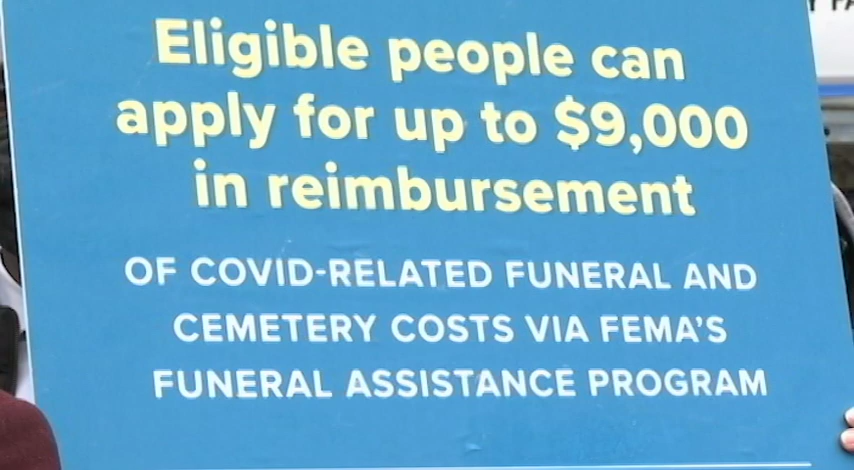 Eligible people can
apply for up to $9,000
in reimbursement
OF COVID-RELATED FUNERAL AND
CEMETERY COSTS VIA FEMA'S
FUNERAL ASSISTANCE PROGRAM